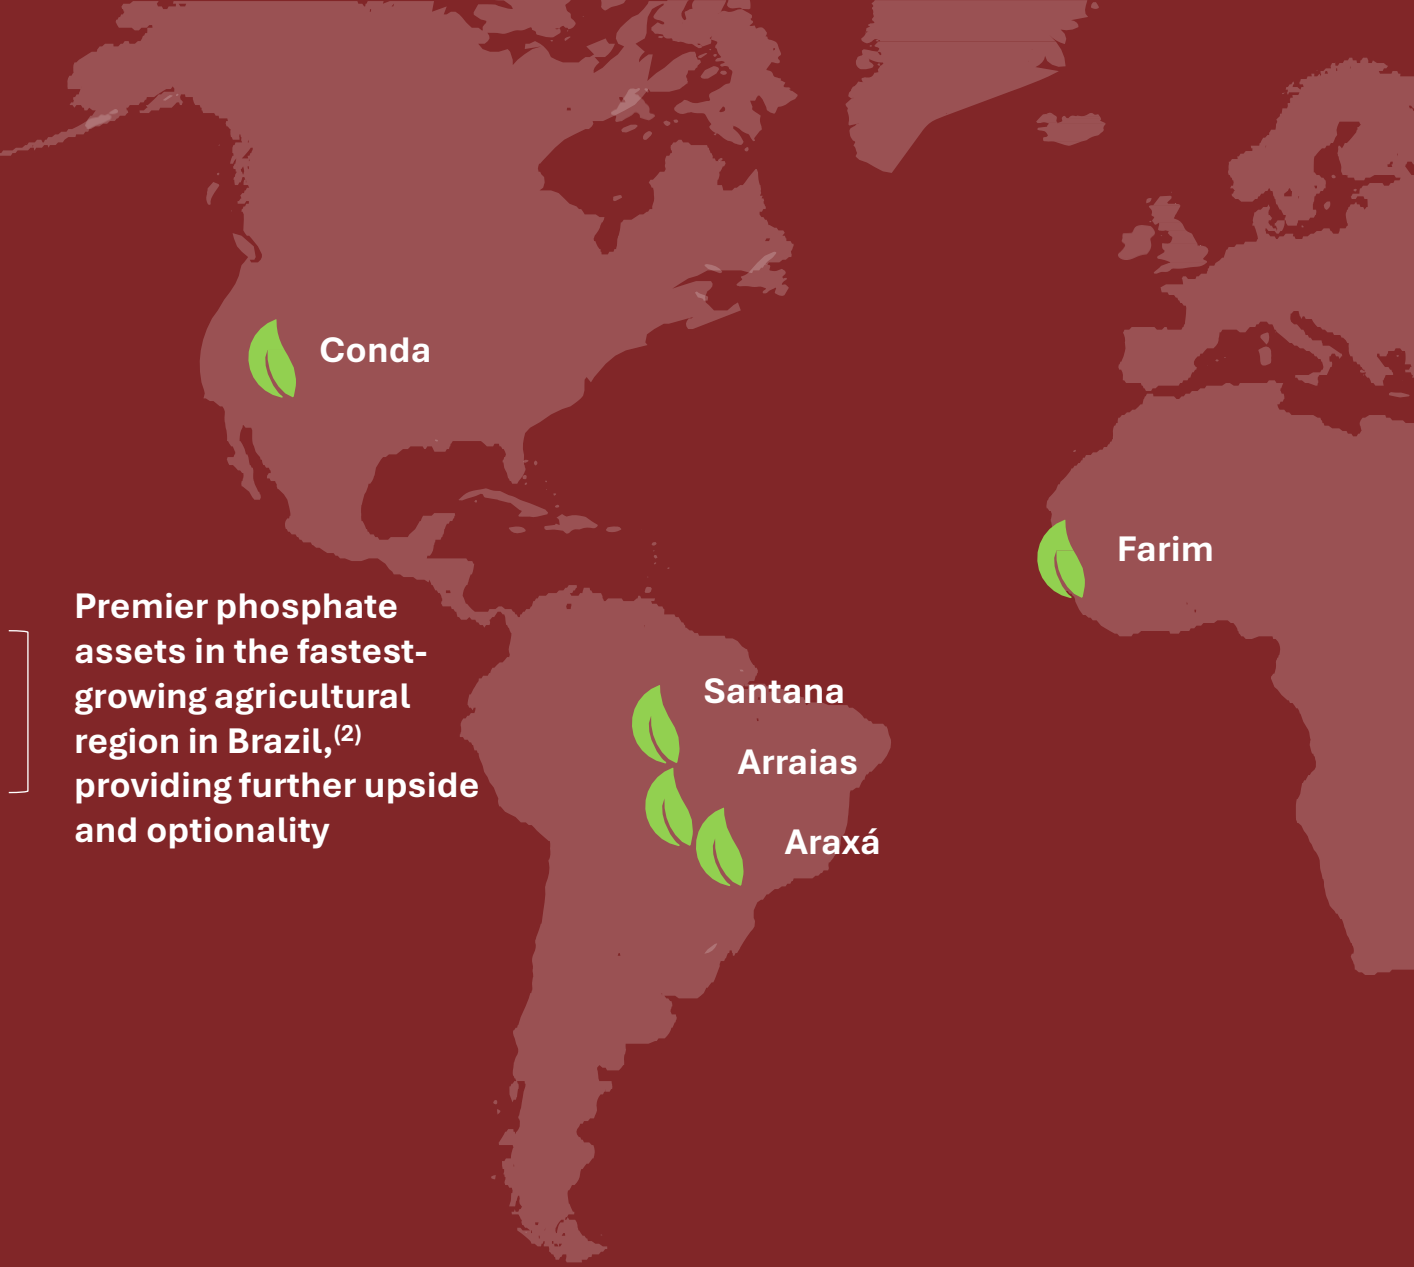 Conda
Farim
Premier phosphate
assets in the fastest-
growing agricultural
region in Brazil,(2)
providing further upside
and optionality
Santana
Arraias
Araxá